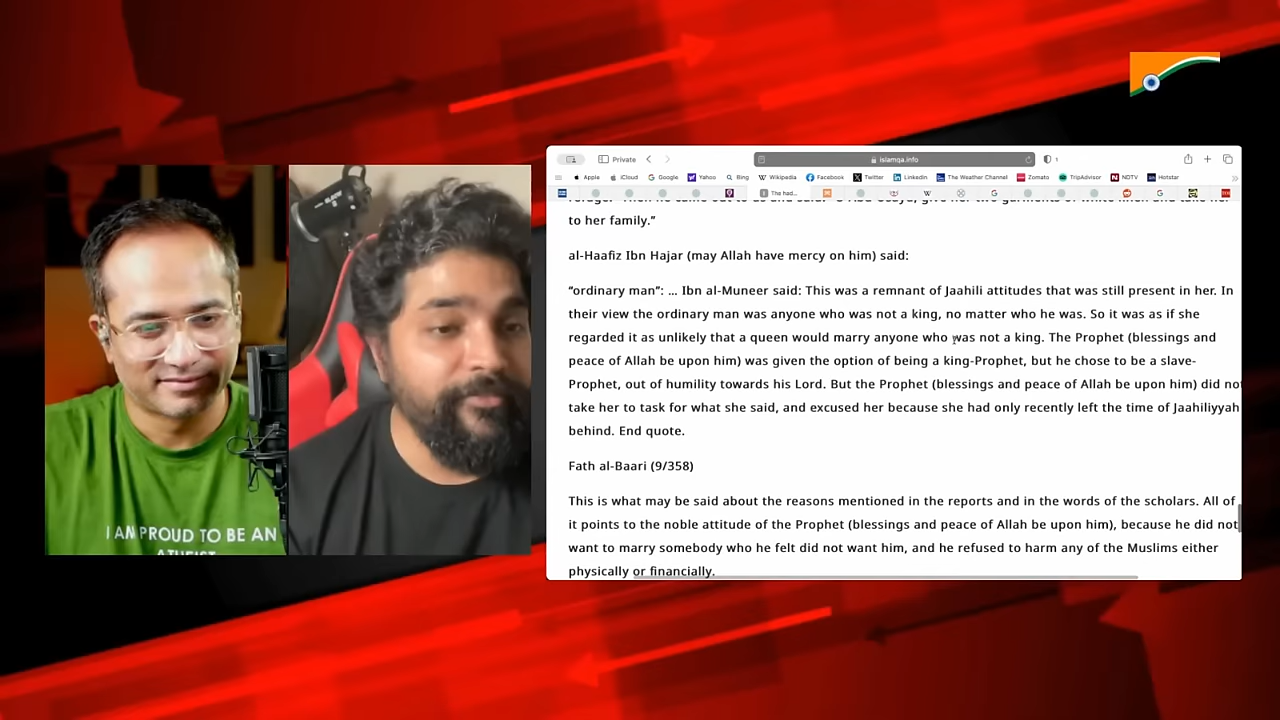 Private
islamqa.info
1
Apple
iCloud
Google
Yahoo
Bing
Wikipedia
Facebook
Twitter
LinkedIn
The Weather Channel
Zomato
TripAdvisor
NDTV
Hotstar
The had...
to her family.”
al-Haafiz Ibn Hajar (may Allah have mercy on him) said:
“ordinary man”: ... Ibn al-Muneer said: This was a remnant of Jaahili attitudes that was still present in her. In
their view the ordinary man was anyone who was not a king, no matter who he was. So it was as if she
regarded it as unlikely that a queen would marry anyone who was not a king. The Prophet (blessings and
peace of Allah be upon him) was given the option of being a king-Prophet, but he chose to be a slave-
Prophet, out of humility towards his Lord. But the Prophet (blessings and peace of Allah be upon him) did not
take her to task for what she said, and excused her because she had only recently left the time of Jaahiliyyah
behind. End quote.
Fath al-Baari (9/358)
This is what may be said about the reasons mentioned in the reports and in the words of the scholars. All of
it points to the noble attitude of the Prophet (blessings and peace of Allah be upon him), because he did not
want to marry somebody who he felt did not want him, and he refused to harm any of the Muslims either
physically or financially.
I AM PROUD TO BE AN
ATHEIST